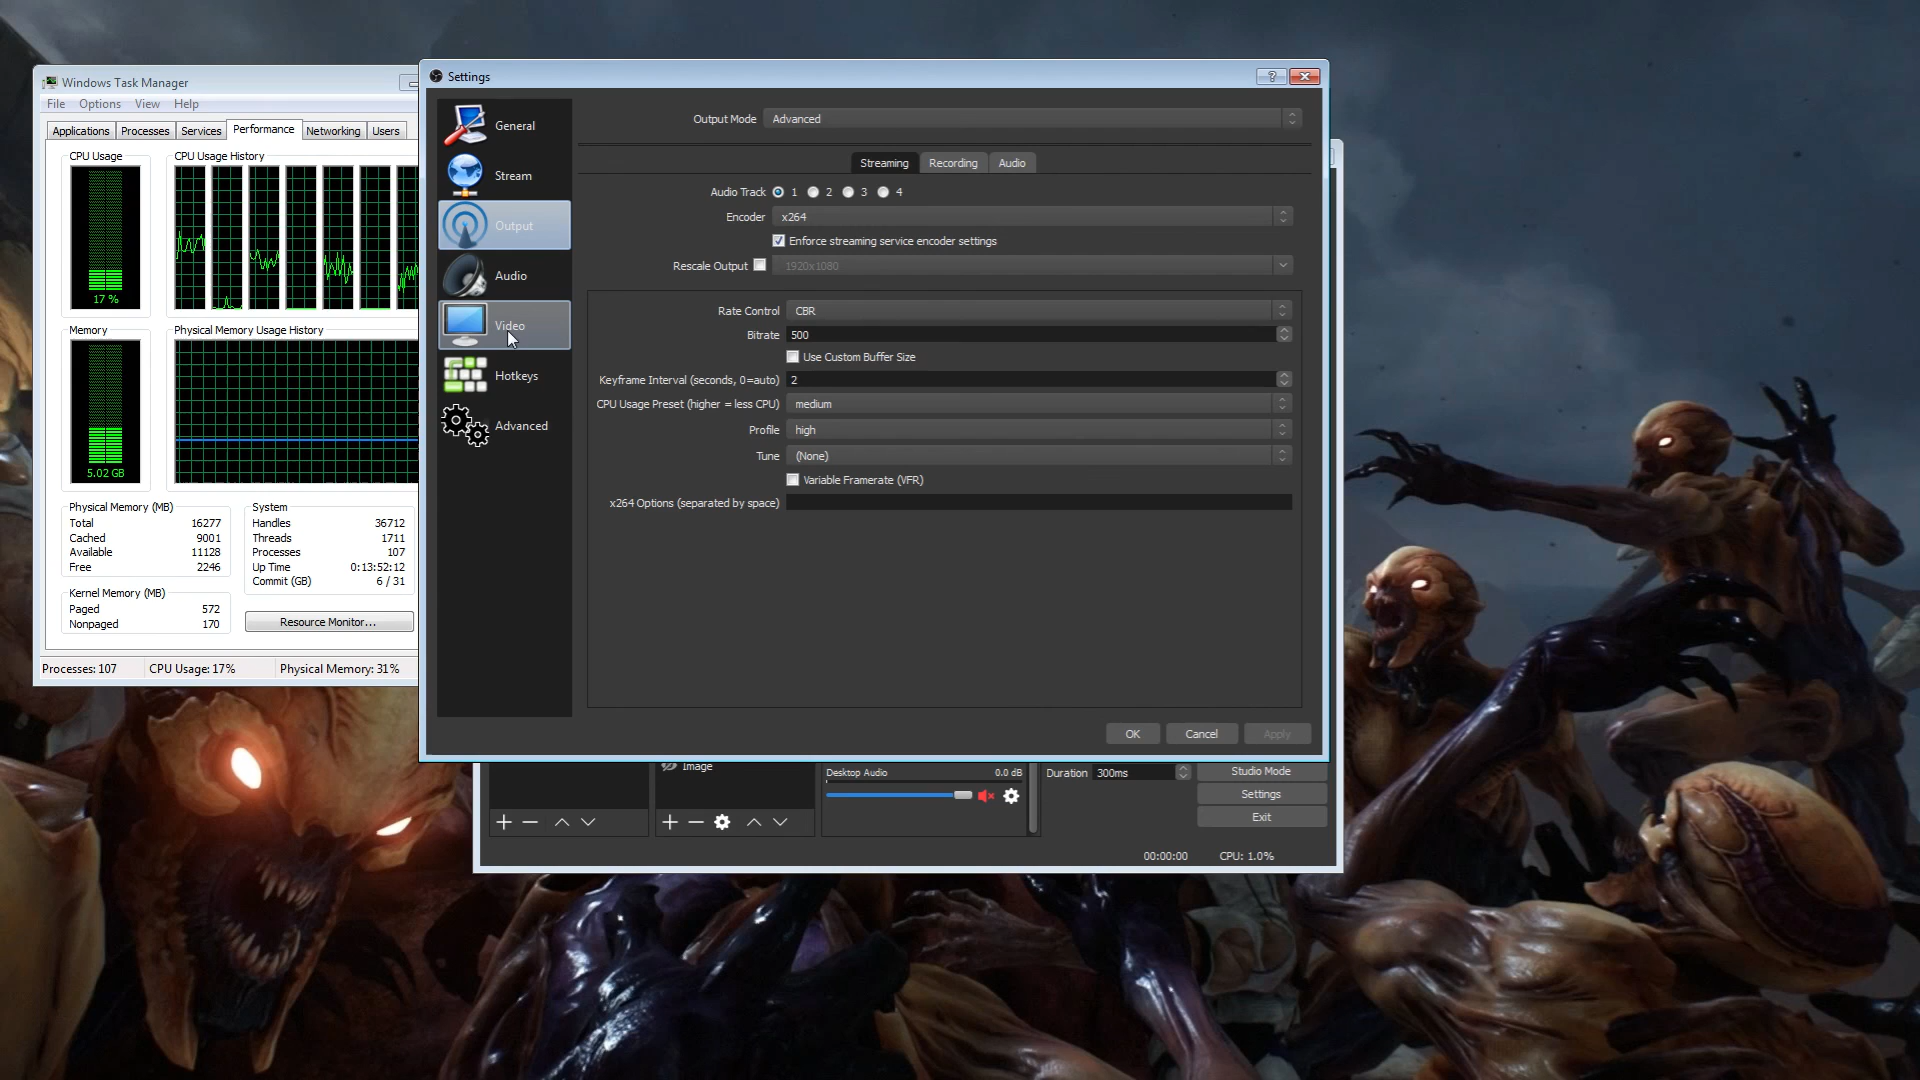 Windows Task Manager
File Options View Help
Applications Processes Services Performance Networking Users
CPU Usage
CPU Usage History
17 %
Memory
Physical Memory Usage History
5.02 GB
Physical Memory (MB)
Total 16277
Cached 9001
Available 11128
Free 2246
System
Handles 36712
Threads 1711
Processes 107
Up Time 0:13:52:12
Commit (GB) 6 / 31
Kernel Memory (MB)
Paged 572
Nonpaged 170
Resource Monitor...
Processes: 107 CPU Usage: 17% Physical Memory: 31%
Settings
?
General
Stream
Output
Audio
Video
Hotkeys
Advanced
Output Mode Advanced
Streaming Recording Audio
Audio Track 1 2 3 4
Encoder x264
Enforce streaming service encoder settings
Rescale Output 1920x1080
Rate Control CBR
Bitrate 500
Use Custom Buffer Size
Keyframe Interval (seconds, 0=auto) 2
CPU Usage Preset (higher = less CPU) medium
Profile high
Tune (None)
Variable Framerate (VFR)
x264 Options (separated by space)
OK Cancel Apply
Image
Desktop Audio 0.0 dB
Duration 300ms
Studio Mode
Settings
Exit
00:00:00 CPU: 1.0%